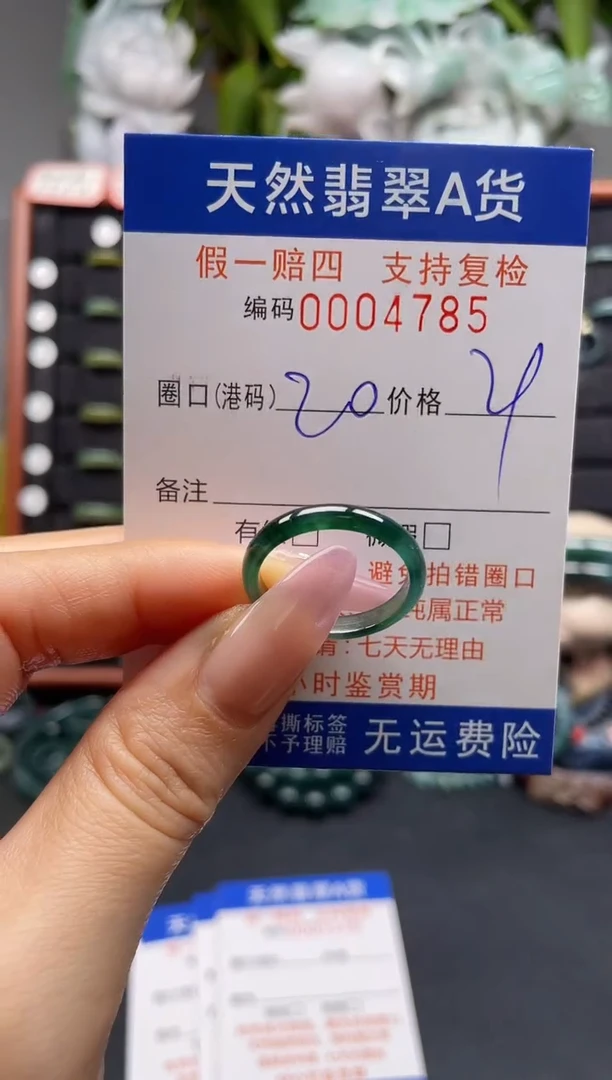 天然翡翠A货
假一赔四 支持复检
编码0004785
圈口(港码) 20 价格 4
备注
有
避免拍错圈口
纯属正常
:七天无理由
小时鉴赏期
撕标签
不予理赔
无运费险